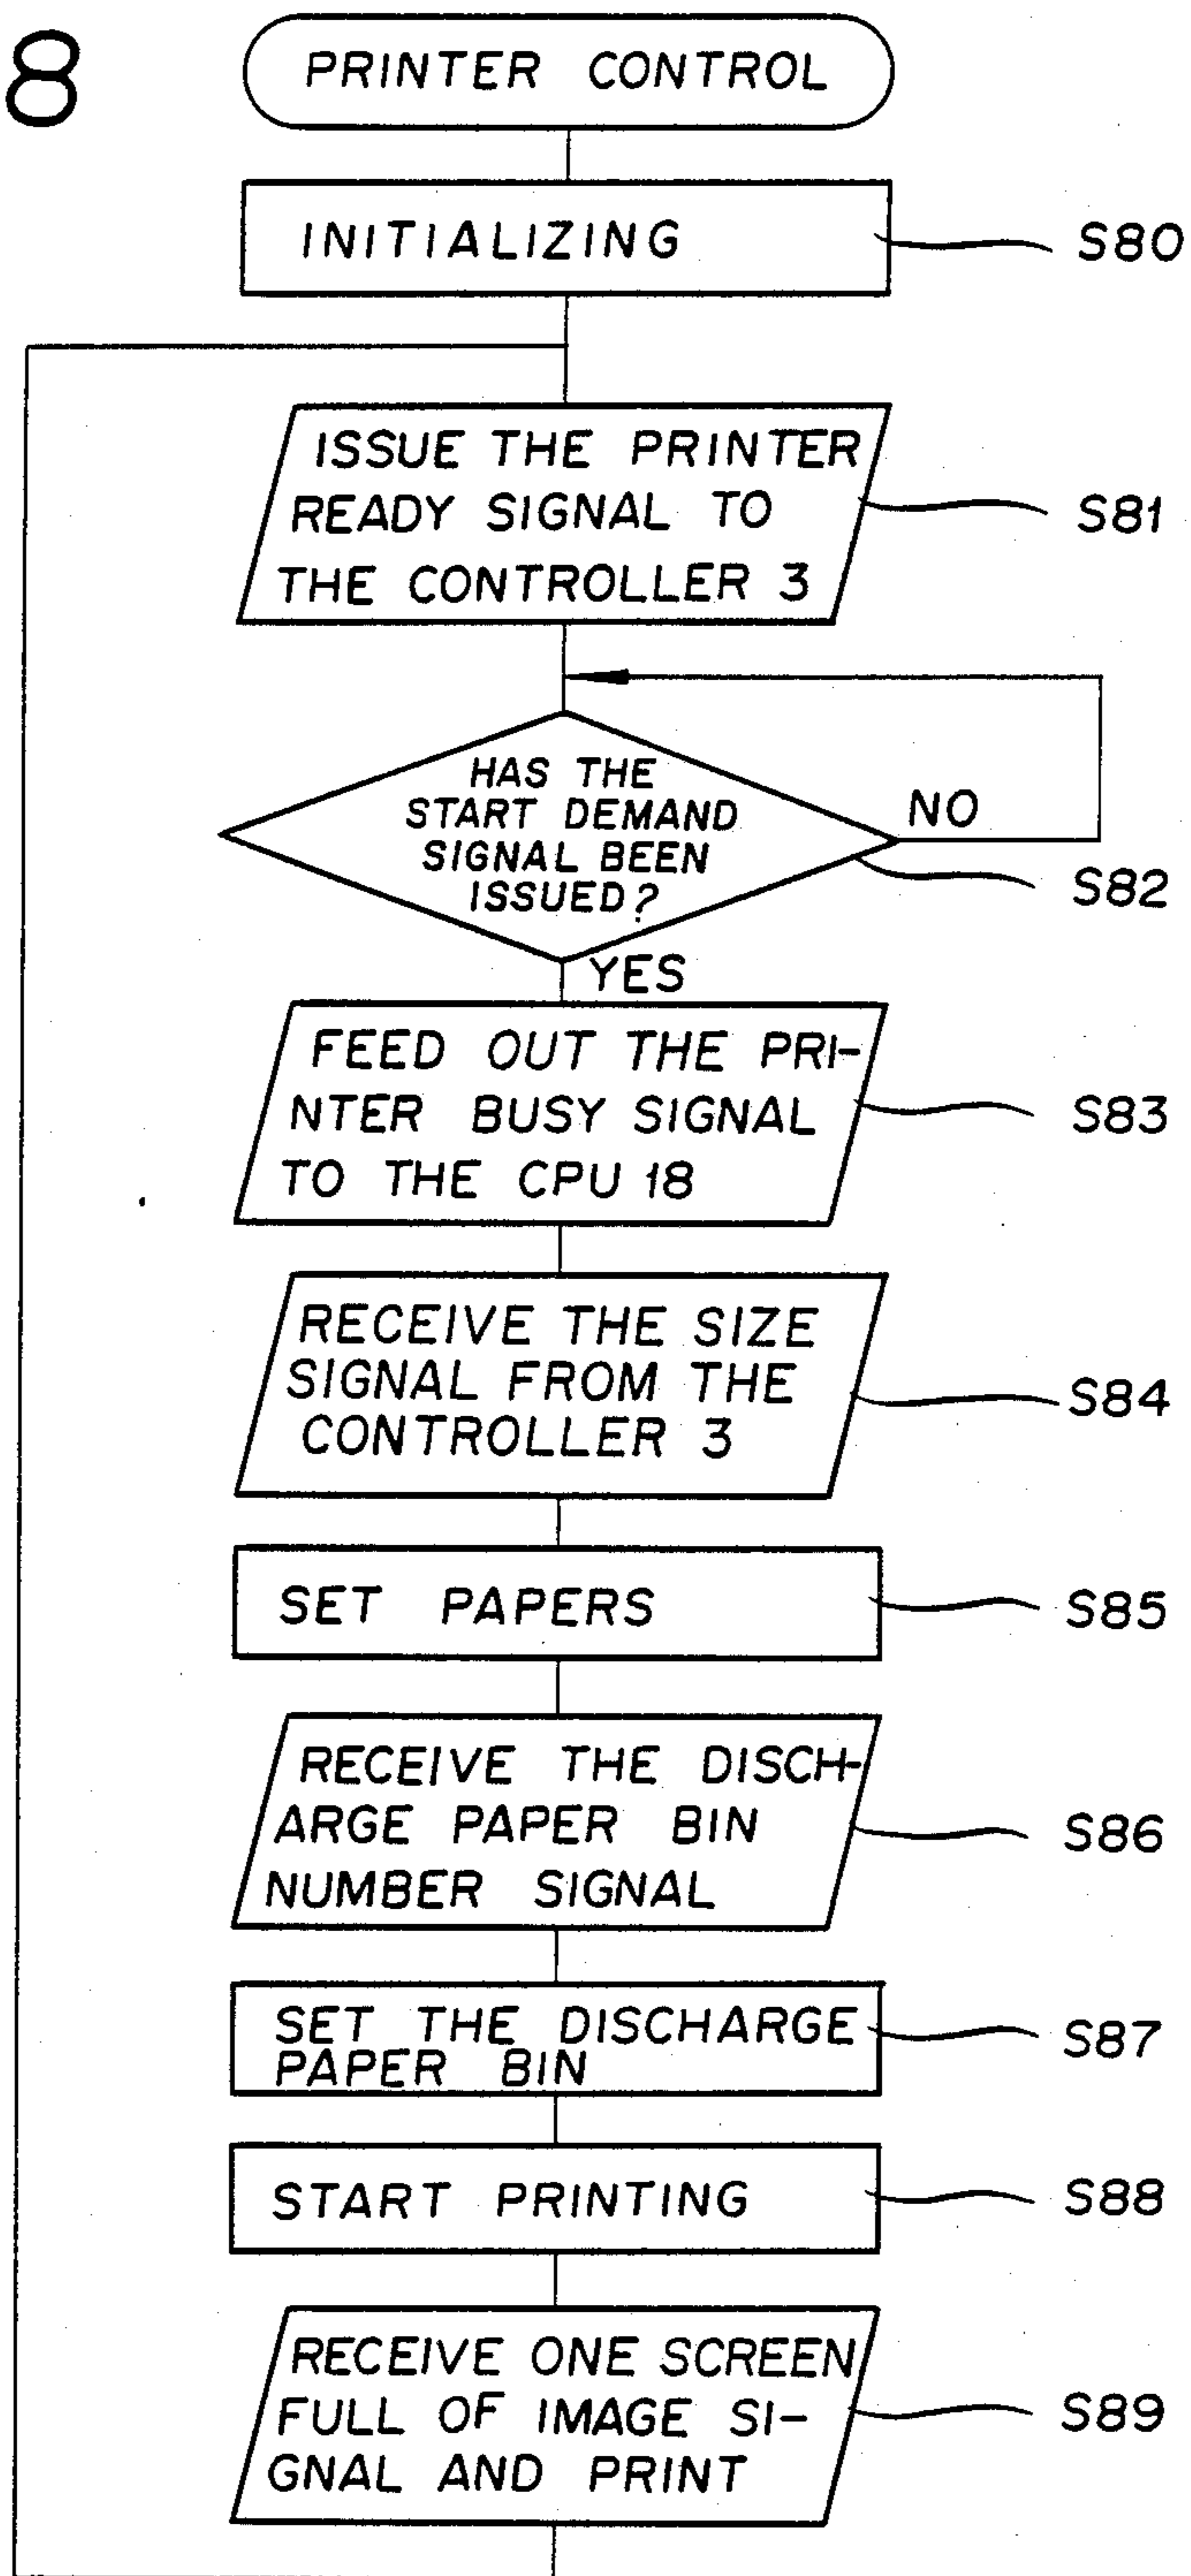 8
PRINTER CONTROL
INITIALIZING
S80
ISSUE THE PRINTER
READY SIGNAL TO
THE CONTROLLER 3
S81
HAS THE
START DEMAND
SIGNAL BEEN
ISSUED?
NO
S82
YES
FEED OUT THE PRI-
NTER BUSY SIGNAL
TO THE CPU 18
S83
RECEIVE THE SIZE
SIGNAL FROM THE
CONTROLLER 3
S84
SET PAPERS
S85
RECEIVE THE DISCH-
ARGE PAPER BIN
NUMBER SIGNAL
S86
SET THE DISCHARGE
PAPER BIN
S87
START PRINTING
S88
RECEIVE ONE SCREEN
FULL OF IMAGE SI-
GNAL AND PRINT
S89